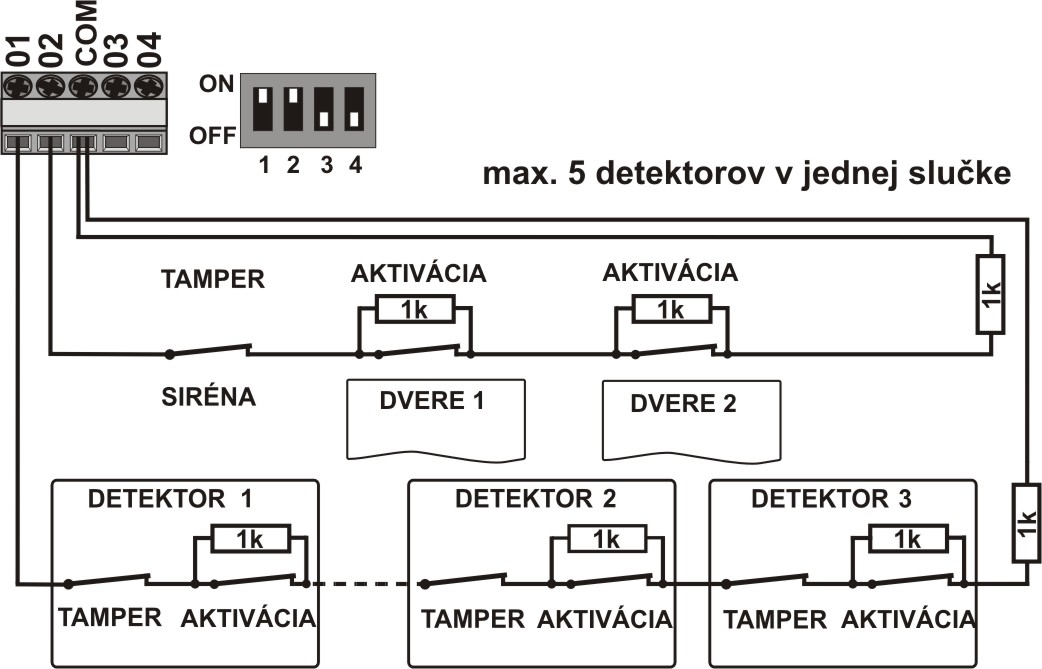 01 02 COM 03 04
ON
OFF
1 2 3 4
max. 5 detektorov v jednej slučke
TAMPER AKTIVÁCIA AKTIVÁCIA
1k 1k 1k
SIRÉNA DVERE 1 DVERE 2
DETEKTOR 1 DETEKTOR 2 DETEKTOR 3
1k 1k 1k 1k
TAMPER AKTIVÁCIA TAMPER AKTIVÁCIA TAMPER AKTIVÁCIA